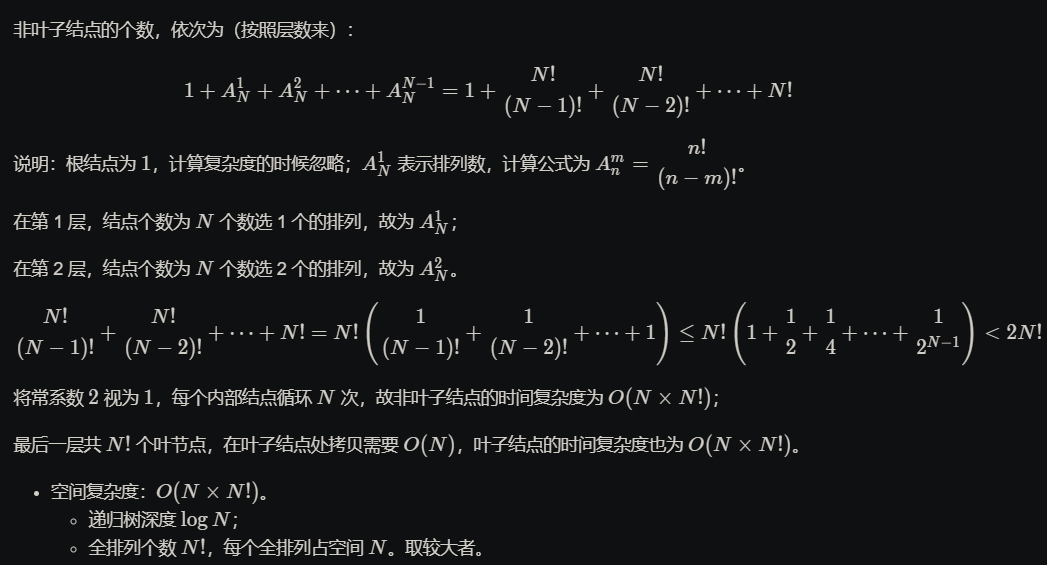 非叶子结点的个数，依次为（按照层数来）：
$1 + A_N^1 + A_N^2 + \cdots + A_N^{N-1} = 1 + \frac{N!}{(N-1)!} + \frac{N!}{(N-2)!} + \cdots + N!$
说明：根结点为 1，计算复杂度的时候忽略；$A_N^1$ 表示排列数，计算公式为 $A_n^m = \frac{n!}{(n-m)!}$。
在第 1 层，结点个数为 $N$ 个数选 1 个的排列，故为 $A_N^1$；
在第 2 层，结点个数为 $N$ 个数选 2 个的排列，故为 $A_N^2$。
$\frac{N!}{(N-1)!} + \frac{N!}{(N-2)!} + \cdots + N! = N! \left( \frac{1}{(N-1)!} + \frac{1}{(N-2)!} + \cdots + 1 \right) \le N! \left( 1 + \frac{1}{2} + \frac{1}{4} + \cdots + \frac{1}{2^{N-1}} \right) < 2N!$
将常系数 2 视为 1，每个内部结点循环 $N$ 次，故非叶子结点的时间复杂度为 $O(N \times N!)$；
最后一层共 $N!$ 个叶节点，在叶子结点处拷贝需要 $O(N)$，叶子结点的时间复杂度也为 $O(N \times N!)$。
• 空间复杂度：$O(N \times N!)$。
◦ 递归树深度 $\log N$；
◦ 全排列个数 $N!$，每个全排列占空间 $N$。取较大者。